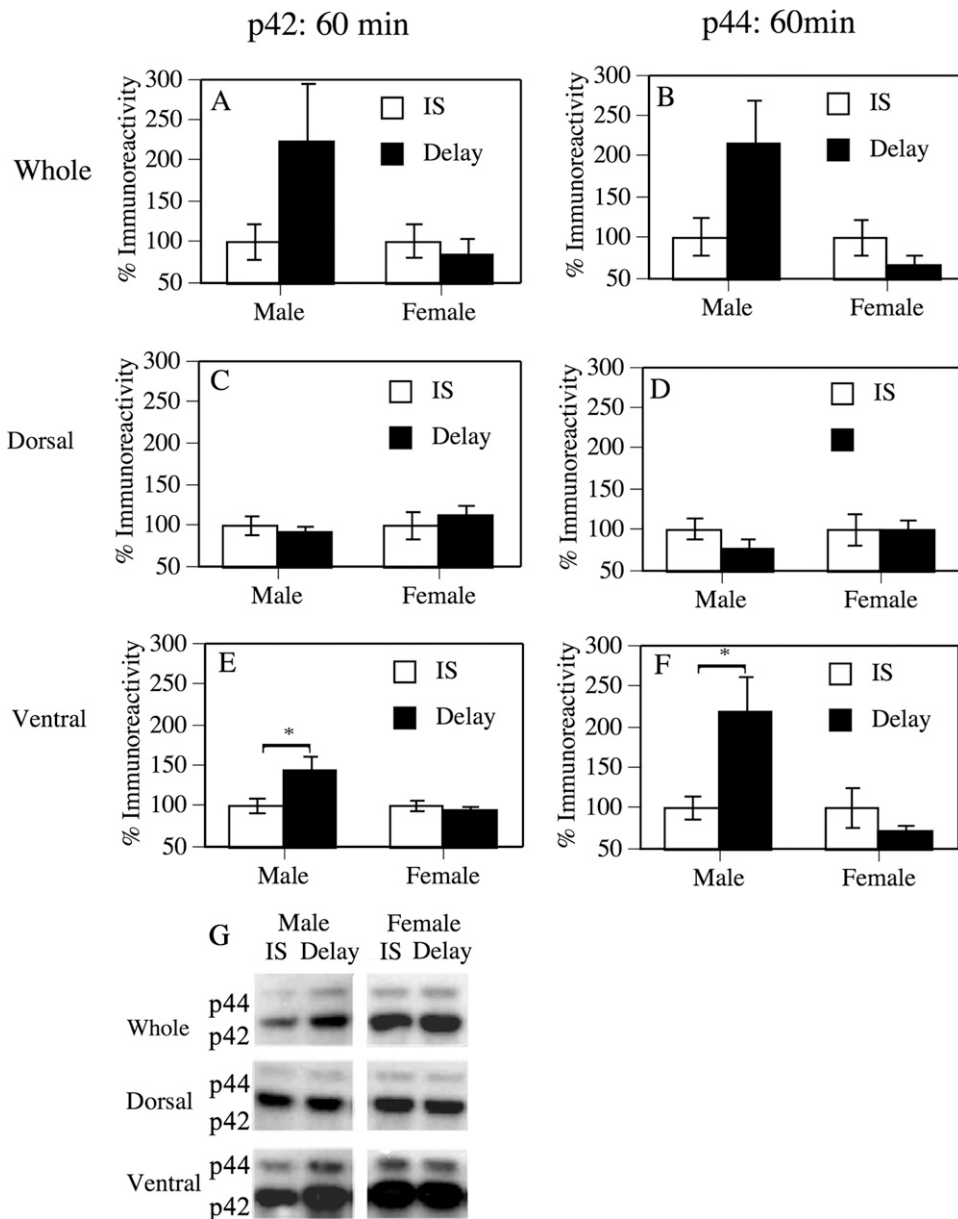 p42: 60 min p44: 60min
Whole
A
IS
Delay
% Immunoreactivity
300
250
200
150
100
50
Male Female
B
IS
Delay
% Immunoreactivity
300
250
200
150
100
50
Male Female
Dorsal
C
IS
Delay
% Immunoreactivity
300
250
200
150
100
50
Male Female
D
IS
% Immunoreactivity
300
250
200
150
100
50
Male Female
Ventral
E
IS
Delay
*
% Immunoreactivity
300
250
200
150
100
50
Male Female
F
IS
Delay
*
% Immunoreactivity
300
250
200
150
100
50
Male Female
G
Male Female
IS Delay IS Delay
Whole
p44
p42
Dorsal
p44
p42
Ventral
p44
p42